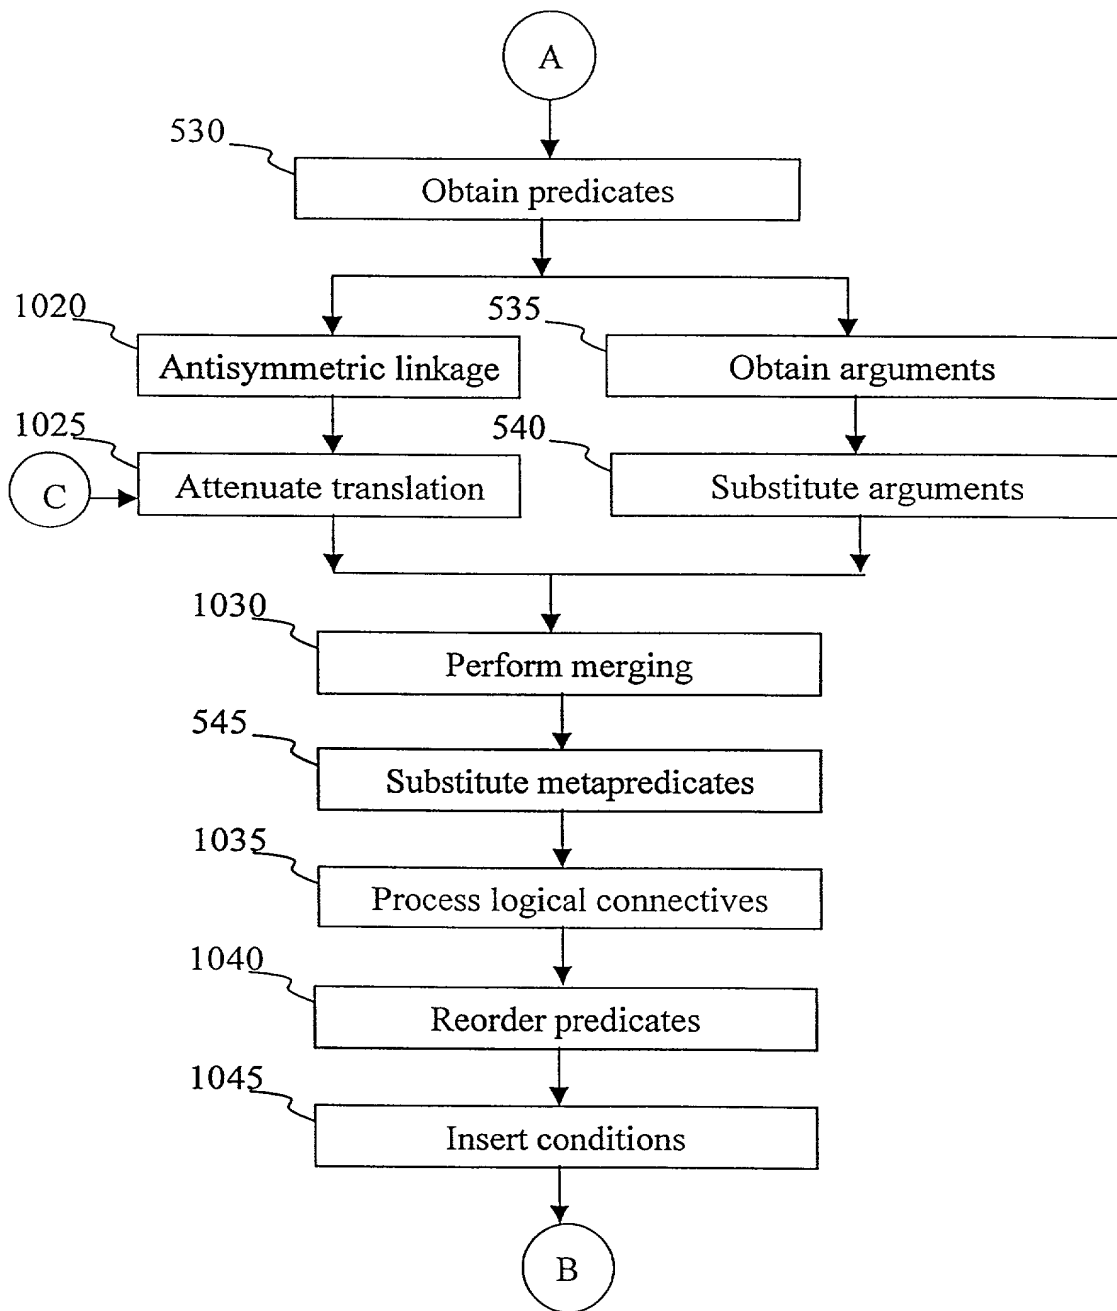 A
530
Obtain predicates
1020
535
Antisymmetric linkage
Obtain arguments
1025
540
C
Attenuate translation
Substitute arguments
1030
Perform merging
545
Substitute metapredicates
1035
Process logical connectives
1040
Reorder predicates
1045
Insert conditions
B